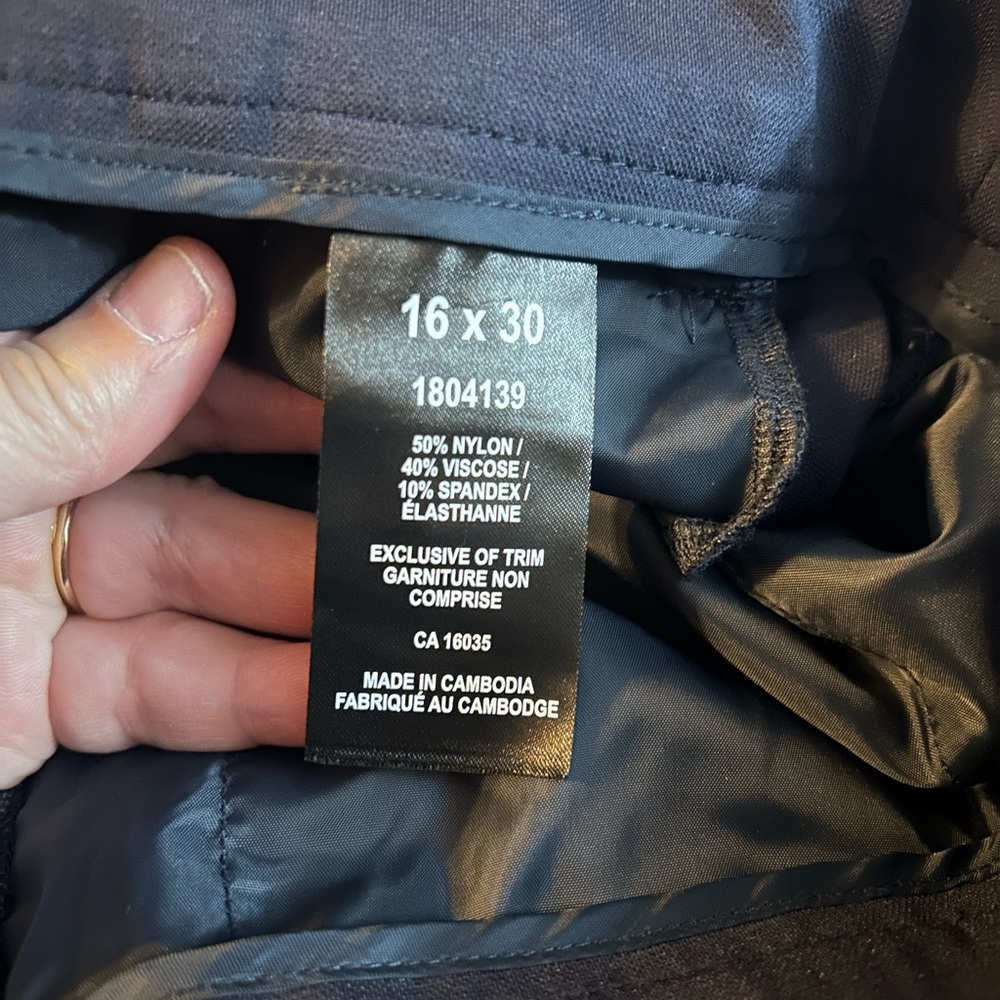 16 x 30
1804139
50% NYLON /
40% VISCOSE /
10% SPANDEX /
ÉLASTHANNE
EXCLUSIVE OF TRIM
GARNITURE NON
COMPRISE
CA 16035
MADE IN CAMBODIA
FABRIQUÉ AU CAMBODGE